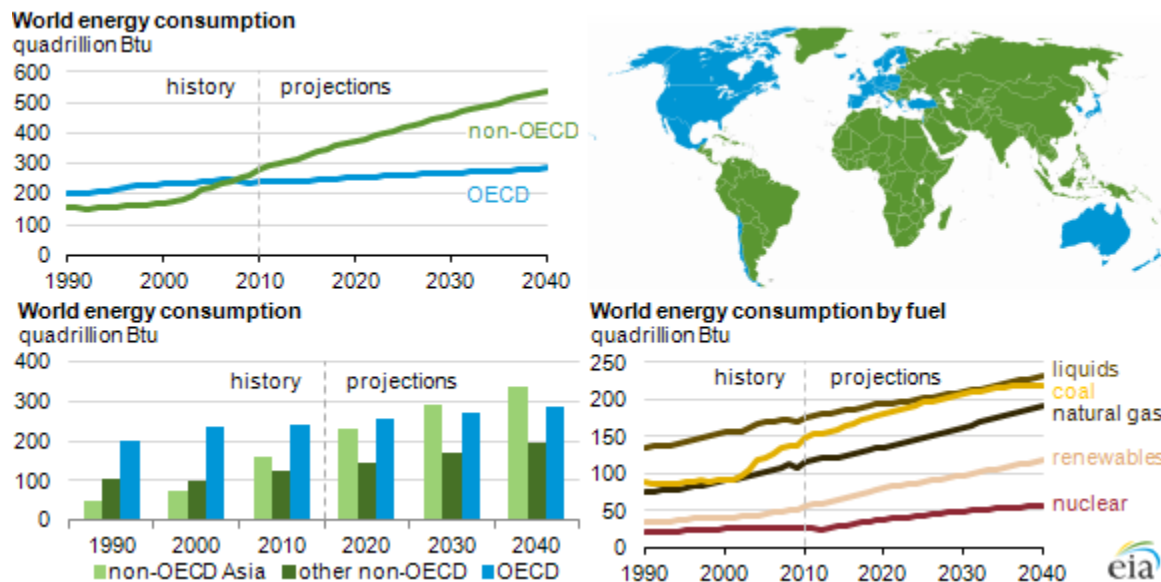 World energy consumption
quadrillion Btu
600
500
400
300
200
100
0
history
projections
non-OECD
OECD
1990 2000 2010 2020 2030 2040
World energy consumption
quadrillion Btu
400
300
200
100
0
history
projections
1990 2000 2010 2020 2030 2040
non-OECD Asia other non-OECD OECD
World energy consumption by fuel
quadrillion Btu
250
200
150
100
50
0
history
projections
liquids
coal
natural gas
renewables
nuclear
1990 2000 2010 2020 2030 2040
eia